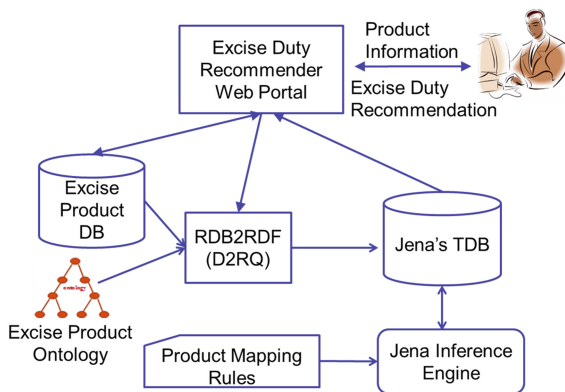 Excise Duty
Recommender
Web Portal
Product
Information
Excise Duty
Recommendation
Excise
Product
DB
RDB2RDF
(D2RQ)
Jena's TDB
ontology
Excise Product
Ontology
Product Mapping
Rules
Jena Inference
Engine